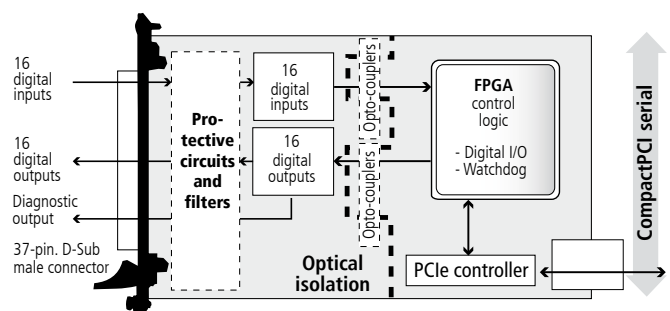 16
digital
inputs
16
digital
outputs
Diagnostic
output
37-pin. D-Sub
male connector
Pro-
tective
circuits
and
filters
16
digital
inputs
16
digital
outputs
Opto-couplers
Opto-couplers
Optical
isolation
FPGA
control
logic
- Digital I/O
- Watchdog
PCIe controller
CompactPCI serial